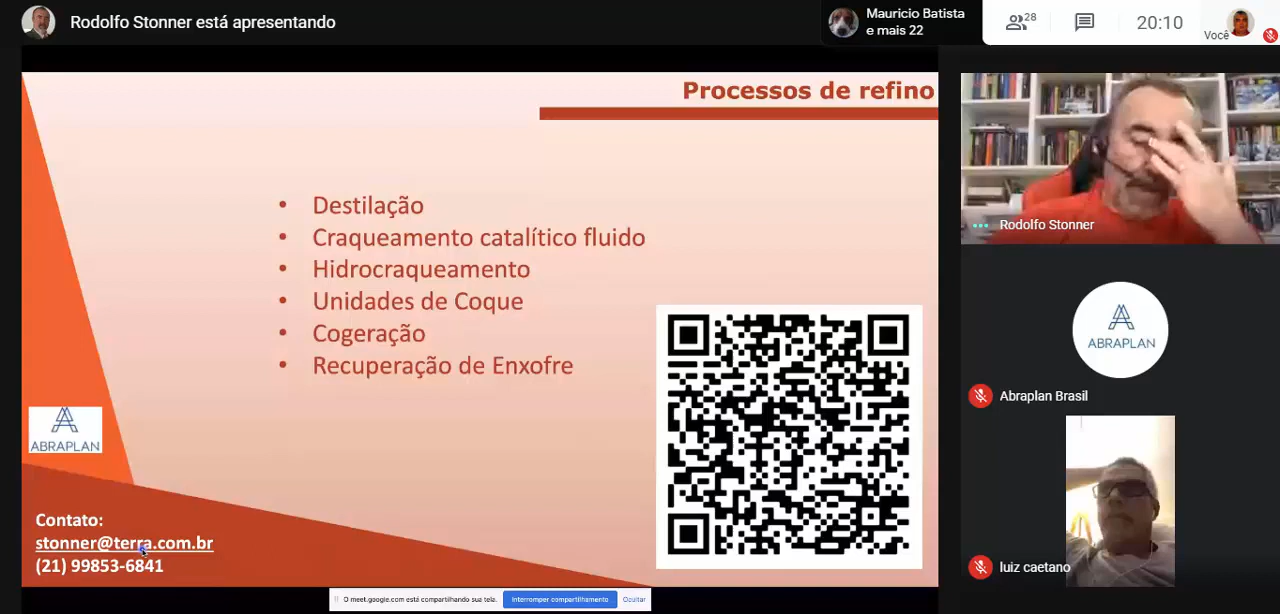 Rodolfo Stonner está apresentando
Mauricio Batista
e mais 22
28
20:10
Você
Processos de refino
• Destilação
• Craqueamento catalítico fluido
• Hidrocraqueamento
• Unidades de Coque
• Cogeração
• Recuperação de Enxofre
ABRAPLAN
Contato:
stonner@terra.com.br
(21) 99853-6841
Rodolfo Stonner
ABRAPLAN
Abraplan Brasil
luiz caetano
O meet.google.com está compartilhando sua tela.
Interromper compartilhamento
Ocultar